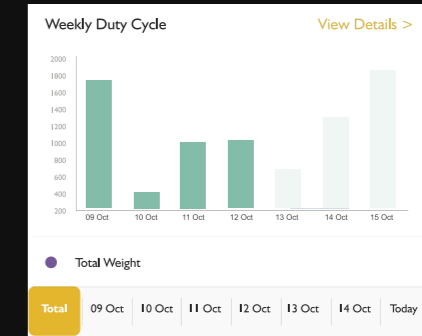 Weekly Duty Cycle
View Details >
2000
1800
1600
1400
1200
1000
800
600
400
200
09 Oct 10 Oct 11 Oct 12 Oct 13 Oct 14 Oct 15 Oct
Total Weight
Total 09 Oct 10 Oct 11 Oct 12 Oct 13 Oct 14 Oct Today